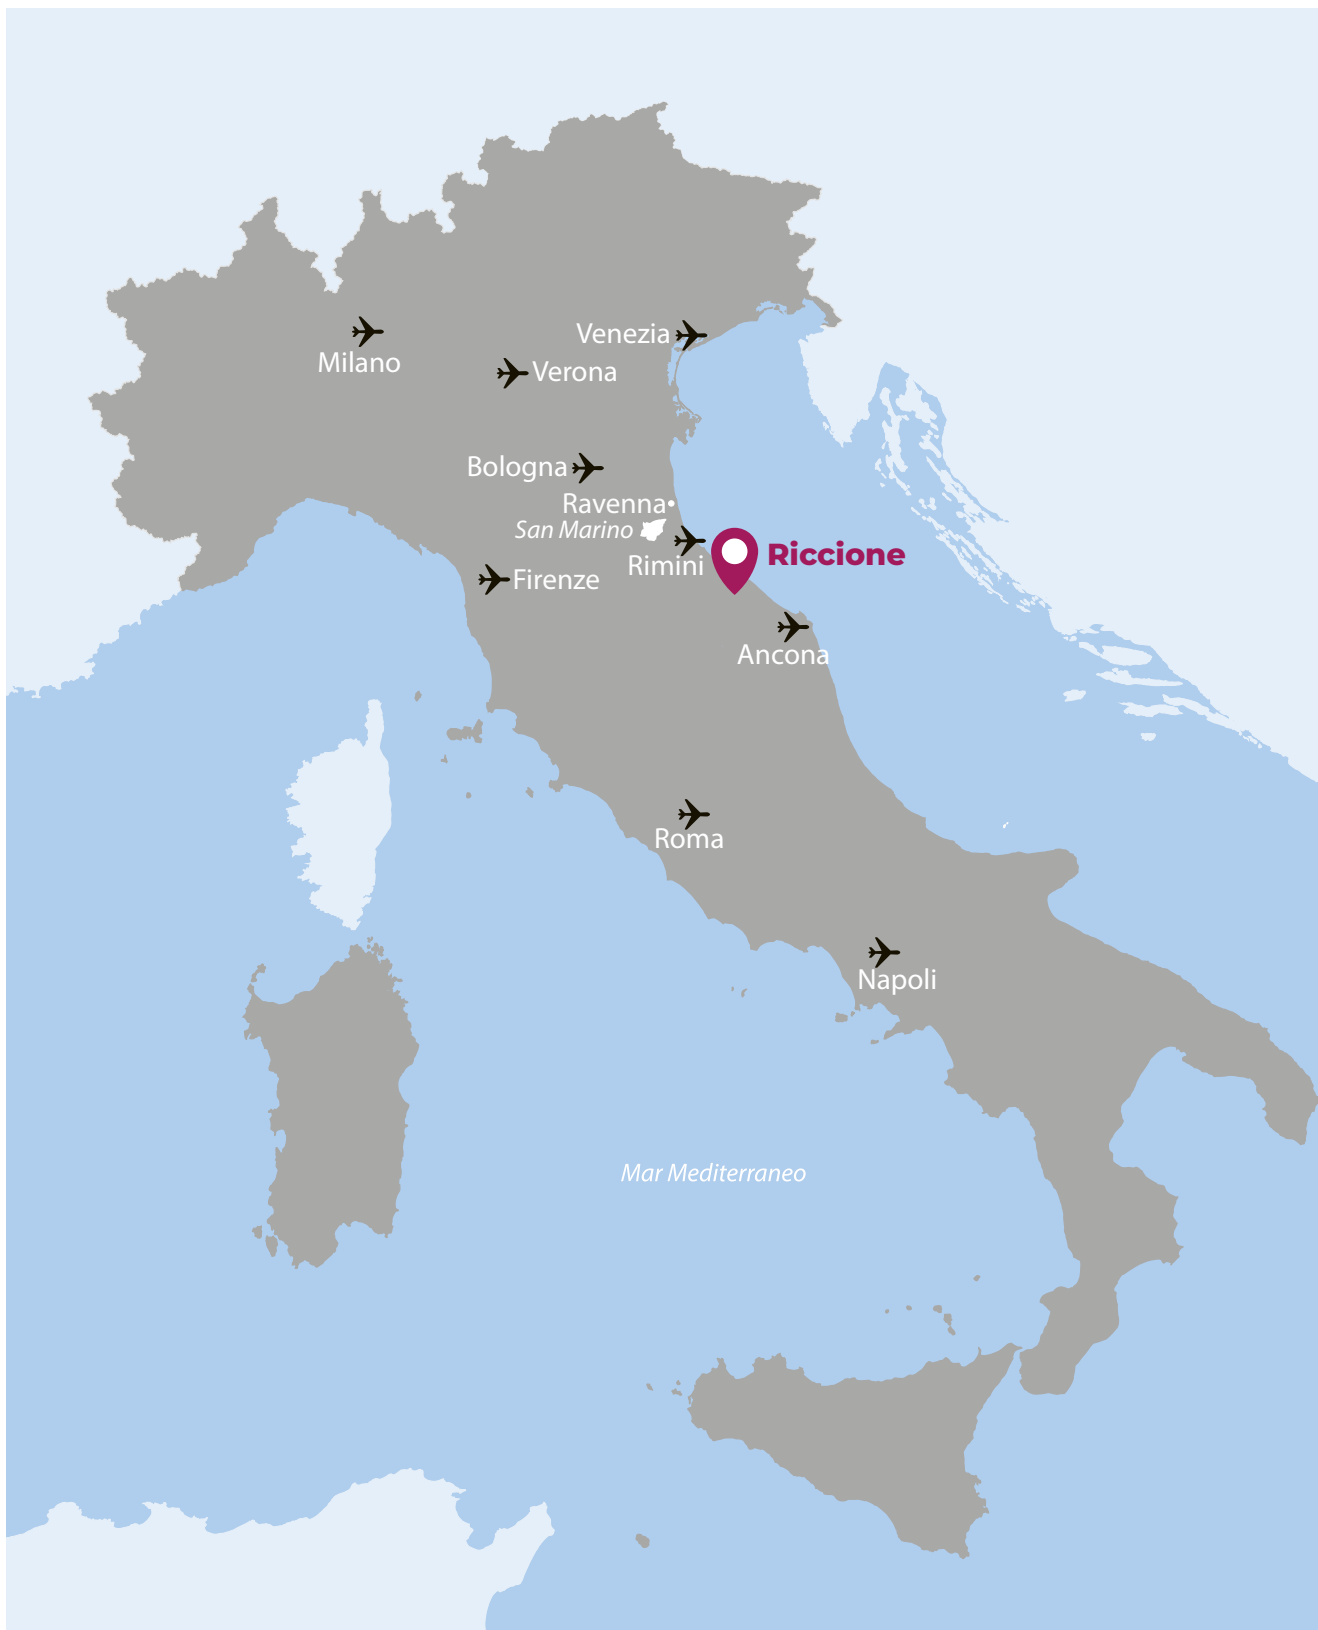 Venezia
Milano
Verona
Bologna
Ravenna
San Marino
Riccione
Rimini
Firenze
Ancona
Roma
Napoli
Mar Mediterraneo